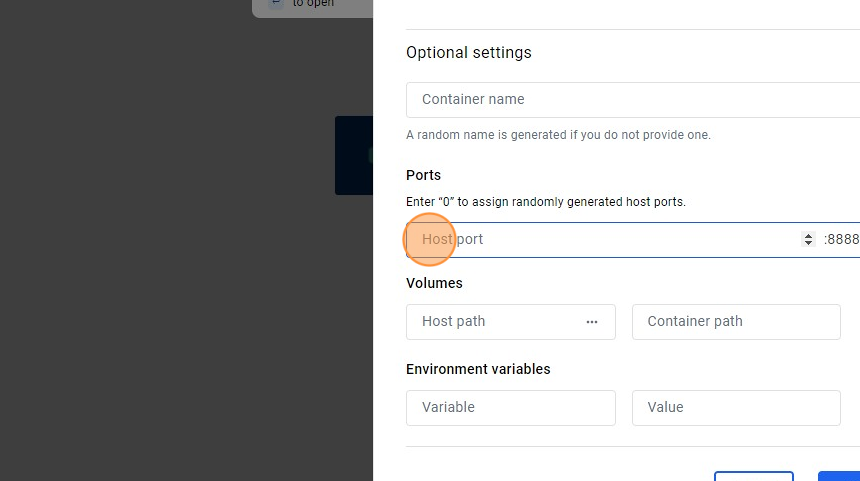 to open
Optional settings
Container name
A random name is generated if you do not provide one.
Ports
Enter “0” to assign randomly generated host ports.
Host port :8888
Volumes
Host path ••• Container path
Environment variables
Variable Value